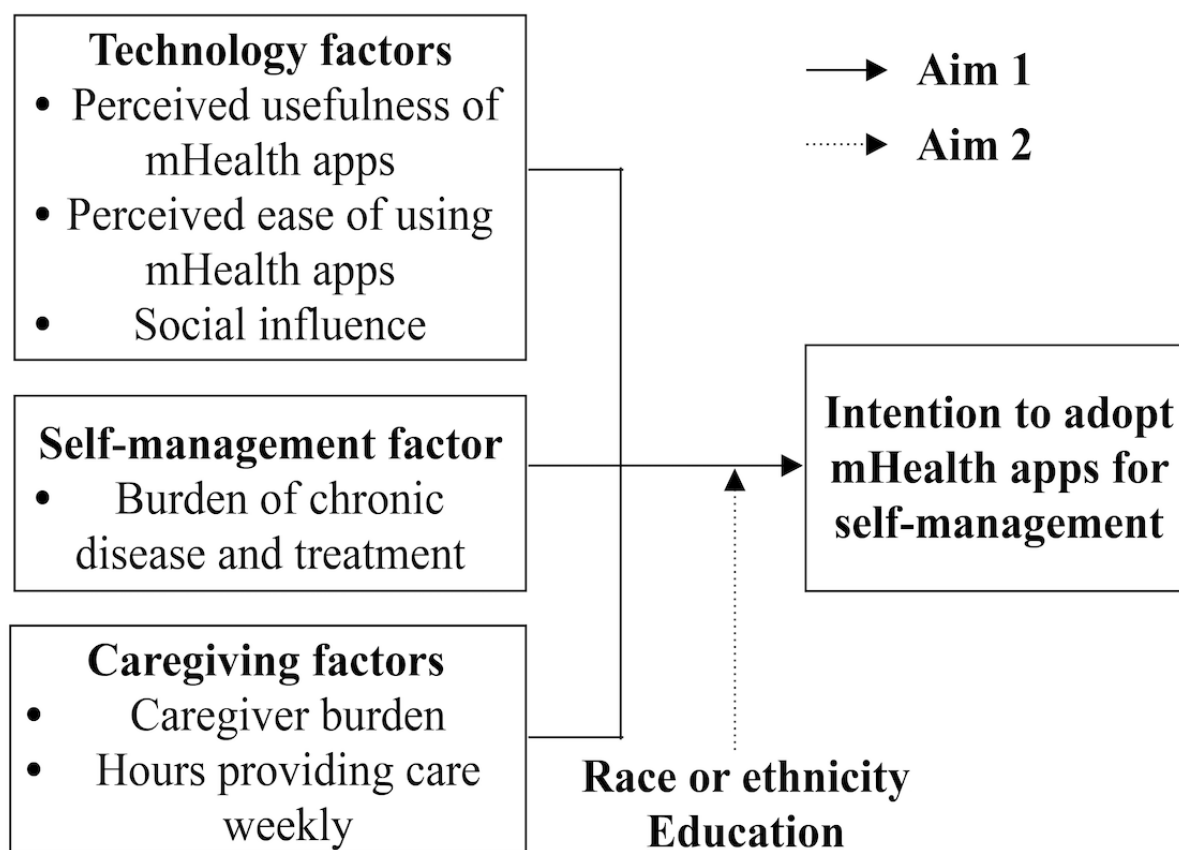 Technology factors
• Perceived usefulness of
mHealth apps
• Perceived ease of using
mHealth apps
• Social influence
Self-management factor
• Burden of chronic
disease and treatment
Caregiving factors
• Caregiver burden
• Hours providing care
weekly
Aim 1
Aim 2
Intention to adopt
mHealth apps for
self-management
Race or ethnicity
Education